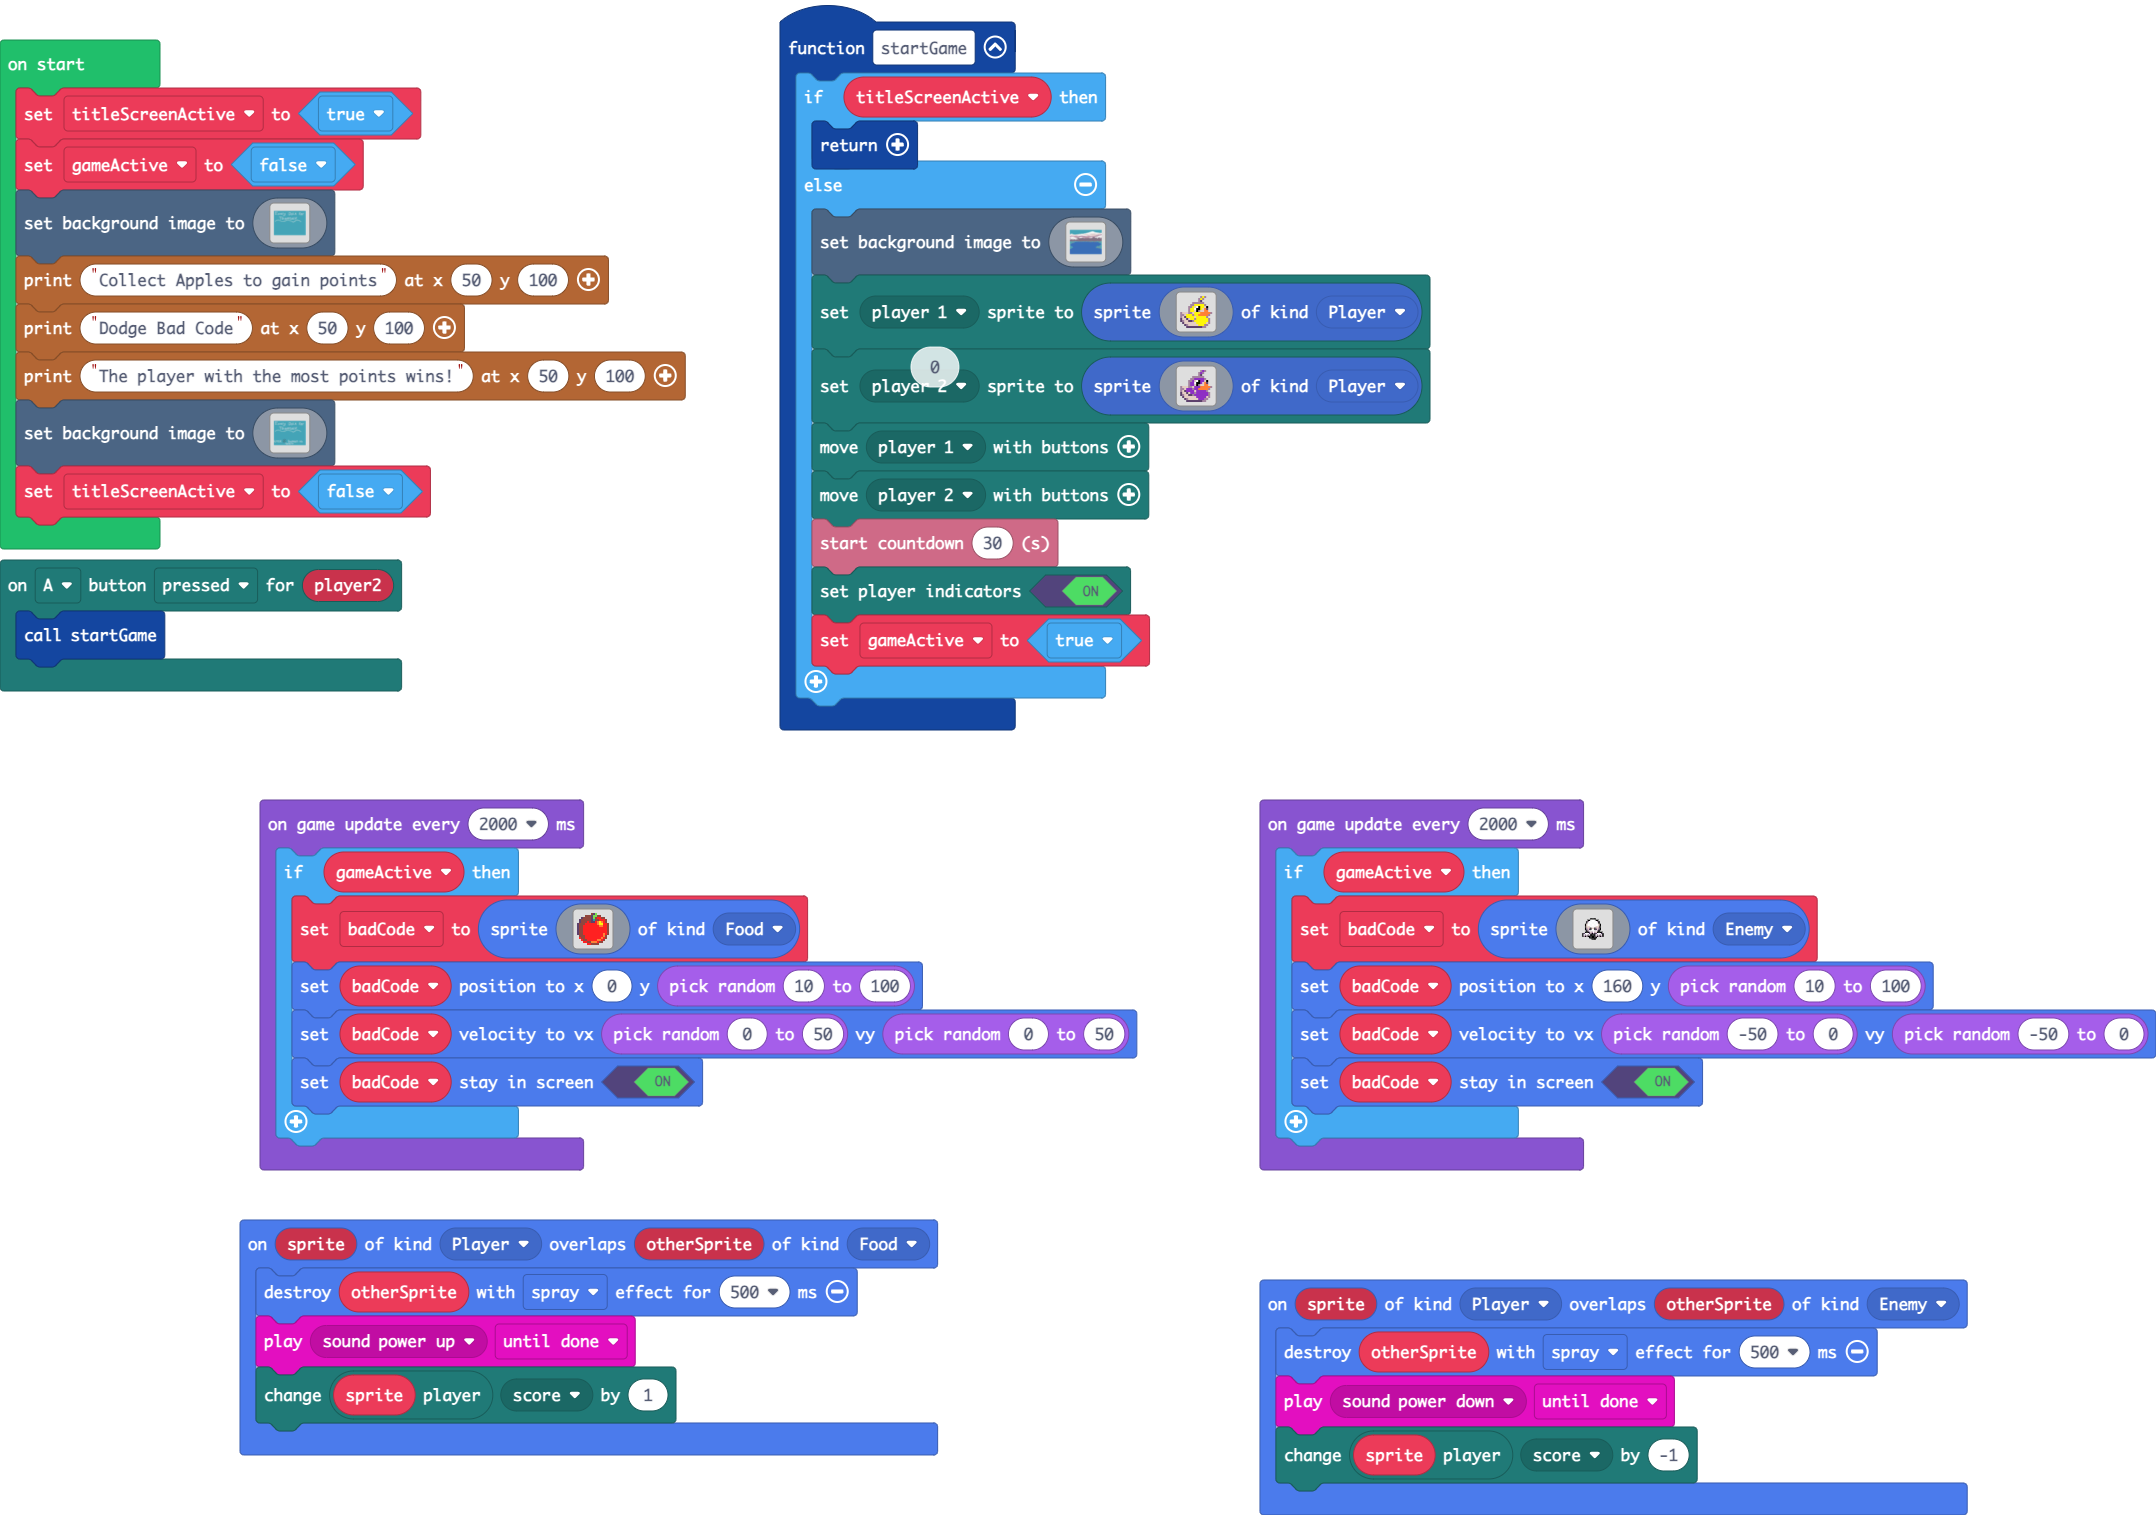 on start
set titleScreenActive to true
set gameActive to false
set background image to
print "Collect Apples to gain points" at x 50 y 100
print "Dodge Bad Code" at x 50 y 100
print "The player with the most points wins!" at x 50 y 100
set background image to
set titleScreenActive to false
on A button pressed for player2
call startGame
function startGame
if titleScreenActive then
return
else
set background image to
set player 1 sprite to sprite of kind Player
0
set player 2 sprite to sprite of kind Player
move player 1 with buttons
move player 2 with buttons
start countdown 30 (s)
set player indicators ON
set gameActive to true
on game update every 2000 ms
if gameActive then
set badCode to sprite of kind Food
set badCode position to x 0 y pick random 10 to 100
set badCode velocity to vx pick random 0 to 50 vy pick random 0 to 50
set badCode stay in screen ON
on game update every 2000 ms
if gameActive then
set badCode to sprite of kind Enemy
set badCode position to x 160 y pick random 10 to 100
set badCode velocity to vx pick random -50 to 0 vy pick random -50 to 0
set badCode stay in screen ON
on sprite of kind Player overlaps otherSprite of kind Food
destroy otherSprite with spray effect for 500 ms
play sound power up until done
change sprite player score by 1
on sprite of kind Player overlaps otherSprite of kind Enemy
destroy otherSprite with spray effect for 500 ms
play sound power down until done
change sprite player score by -1